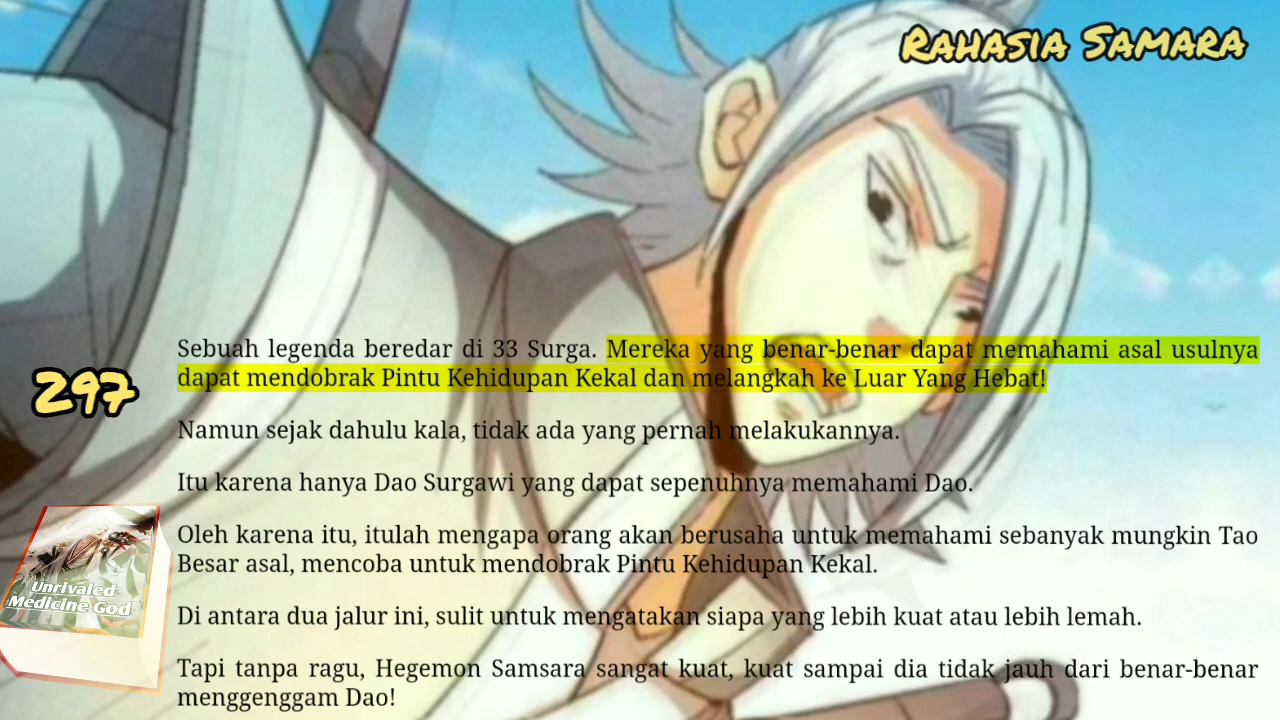 Rahasia Samara
Sebuah legenda beredar di 33 Surga. Mereka yang benar-benar dapat memahami asal usulnya
dapat mendobrak Pintu Kehidupan Kekal dan melangkah ke Luar Yang Hebat!
297
Namun sejak dahulu kala, tidak ada yang pernah melakukannya.
Itu karena hanya Dao Surgawi yang dapat sepenuhnya memahami Dao.
Oleh karena itu, itulah mengapa orang akan berusaha untuk memahami sebanyak mungkin Tao
Besar asal, mencoba untuk mendobrak Pintu Kehidupan Kekal.
Unrivaled
Medicine God
Di antara dua jalur ini, sulit untuk mengatakan siapa yang lebih kuat atau lebih lemah.
Tapi tanpa ragu, Hegemon Samsara sangat kuat, kuat sampai dia tidak jauh dari benar-benar
menggenggam Dao!